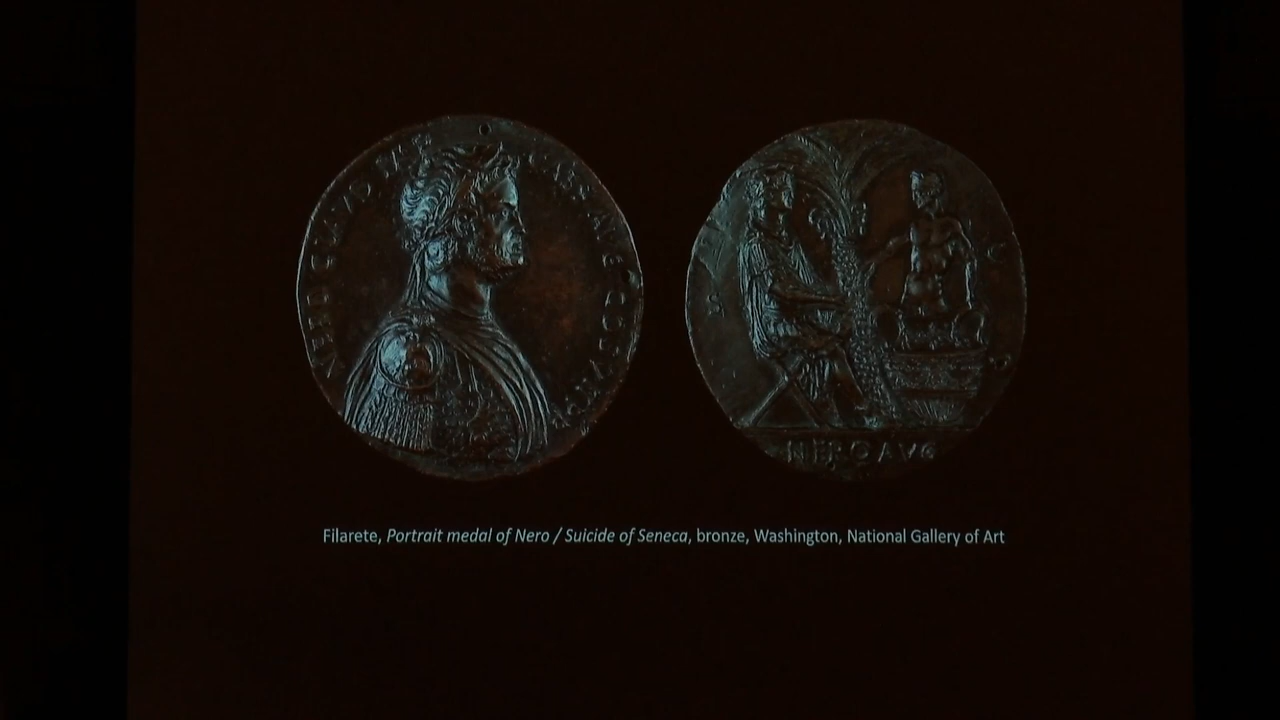 Filarete, Portrait medal of Nero / Suicide of Seneca, bronze, Washington, National Gallery of Art
NERO AVG